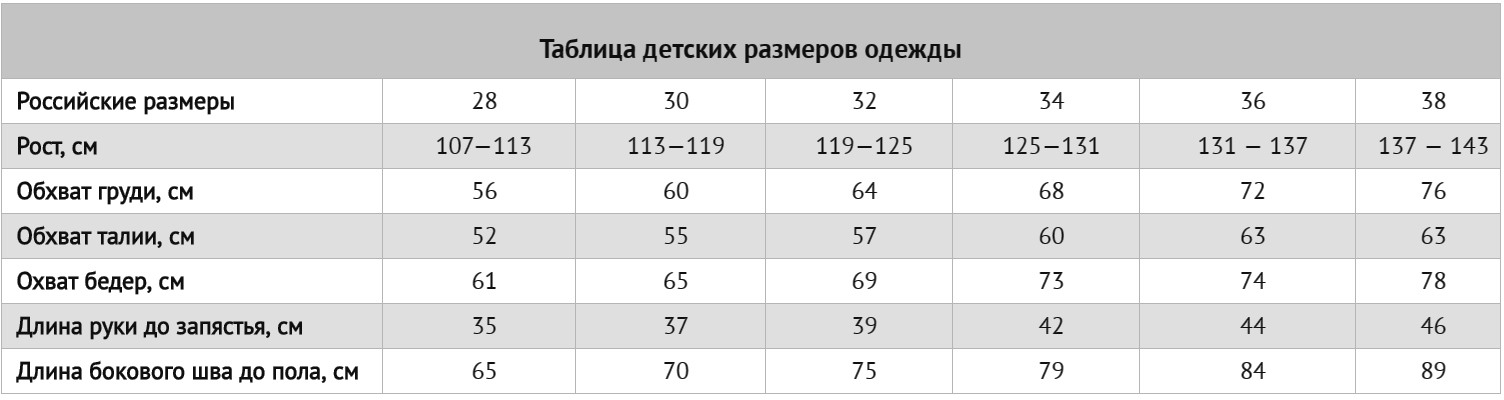 Таблица детских размеров одежды
Российские размеры 28 30 32 34 36 38
Рост, см 107—113 113—119 119—125 125—131 131 — 137 137 — 143
Обхват груди, см 56 60 64 68 72 76
Обхват талии, см 52 55 57 60 63 63
Охват бедер, см 61 65 69 73 74 78
Длина руки до запястья, см 35 37 39 42 44 46
Длина бокового шва до пола, см 65 70 75 79 84 89